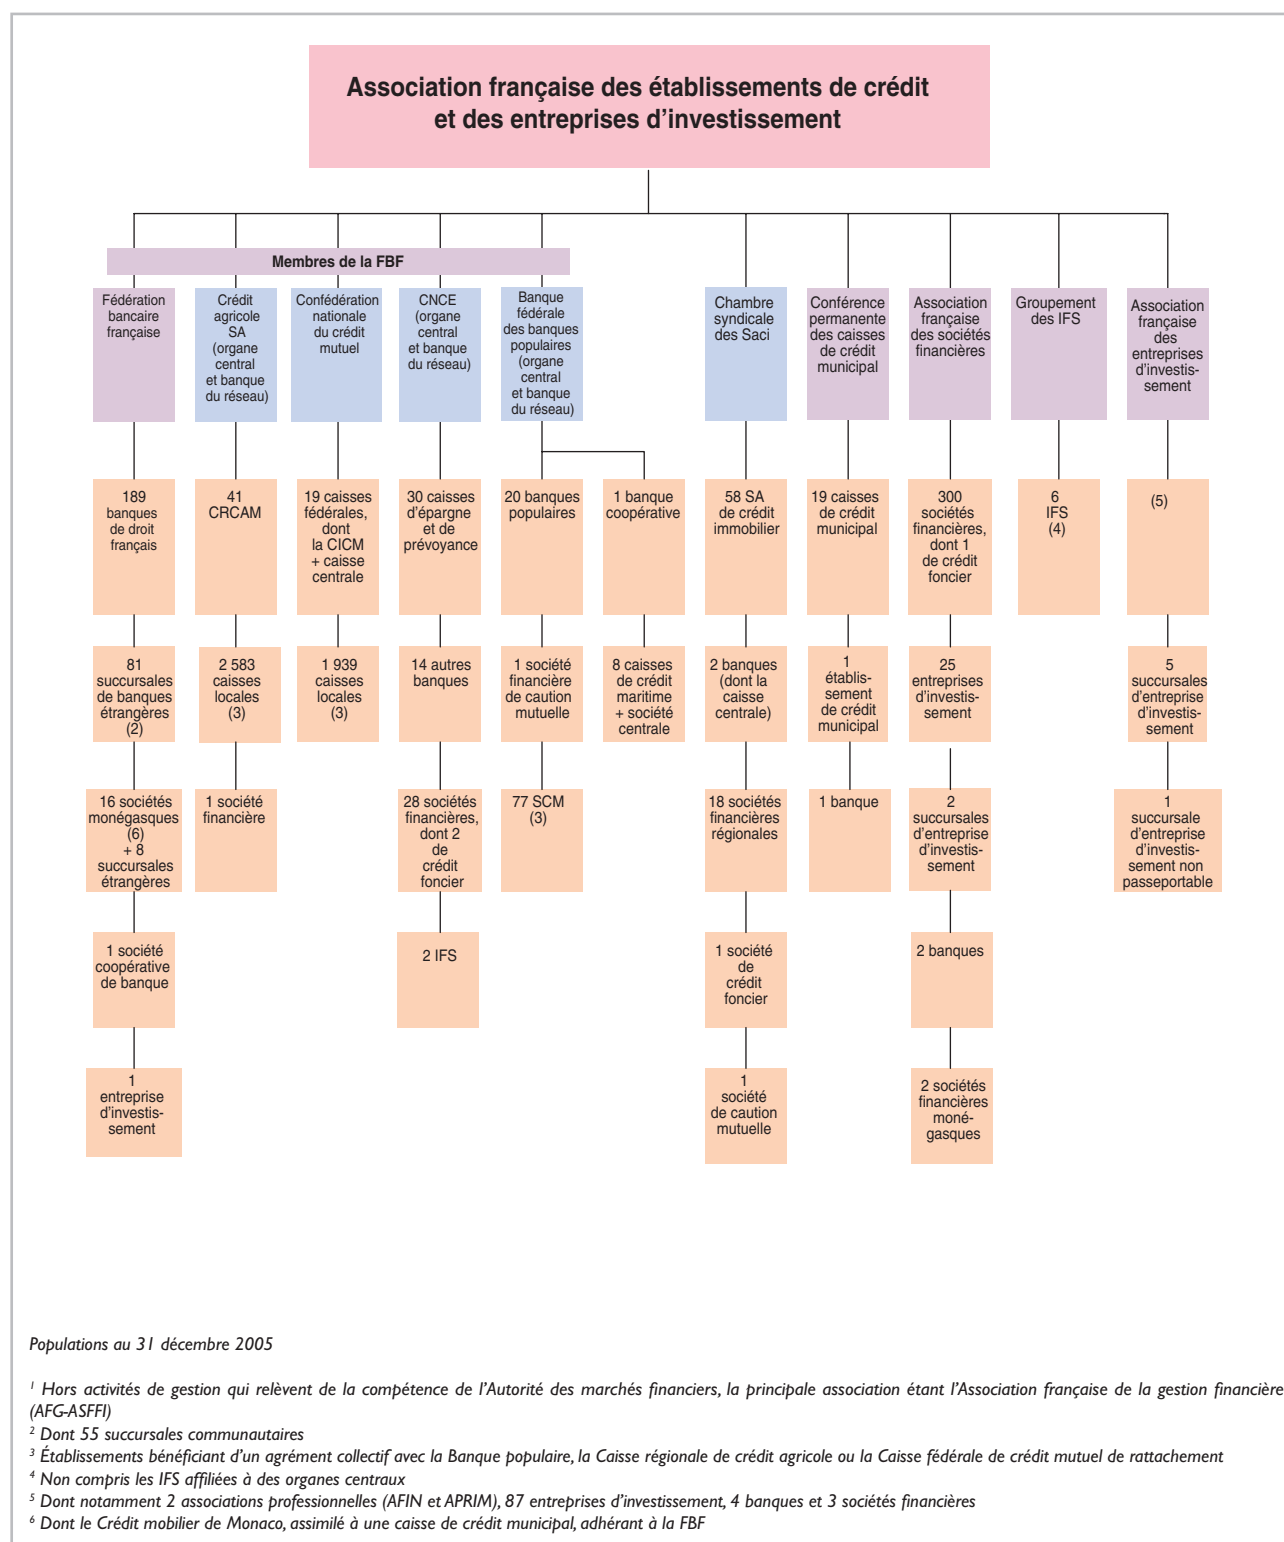 Association française des établissements de crédit
et des entreprises d'investissement
Membres de la FBF
Fédération
bancaire
française
Crédit
agricole
SA
(organe
central
et banque
du réseau)
Confédération
nationale
du crédit
mutuel
CNCE
(organe
central
et banque
du réseau)
Banque
fédérale
des banques
populaires
(organe
central
et banque
du réseau)
Chambre
syndicale
des Saci
Conférence
permanente
des caisses
de crédit
municipal
Association
française
des sociétés
financières
Groupement
des IFS
Association
française
des
entreprises
d'investis-
sement
189
banques
de droit
français
41
CRCAM
19 caisses
fédérales,
dont
la CICM
+ caisse
centrale
30 caisses
d'épargne
et de
prévoyance
20 banques
populaires
1 banque
coopérative
58 SA
de crédit
immobilier
19 caisses
de crédit
municipal
300
sociétés
financières,
dont 1
de crédit
foncier
6
IFS
(4)
(5)
81
succursales
de banques
étrangères
(2)
2 583
caisses
locales
(3)
1 939
caisses
locales
(3)
14 autres
banques
1 société
financière
de caution
mutuelle
8 caisses
de crédit
maritime
+ société
centrale
2 banques
(dont la
caisse
centrale)
1
établis-
sement
de crédit
municipal
25
entreprises
d'investis-
sement
5
succursales
d'entreprise
d'investis-
sement
16 sociétés
monégasques
(6)
+ 8
succursales
étrangères
1 société
financière
28 sociétés
financières,
dont 2
de
crédit
foncier
77 SCM
(3)
18 sociétés
financières
régionales
1 banque
2
succursales
d'entreprise
d'investis-
sement
1
succursale
d'entreprise
d'investis-
sement non
passeportable
1 société
coopérative
de banque
2 IFS
1 société
de
crédit
foncier
2 banques
1
entreprise
d'investis-
sement
1
société
de caution
mutuelle
2 sociétés
financières
moné-
gasques
Populations au 31 décembre 2005
1 Hors activités de gestion qui relèvent de la compétence de l'Autorité des marchés financiers, la principale association étant l'Association française de la gestion financière
(AFG-ASFFI)
2 Dont 55 succursales communautaires
3 Établissements bénéficiant d'un agrément collectif avec la Banque populaire, la Caisse régionale de crédit agricole ou la Caisse fédérale de crédit mutuel de rattachement
4 Non compris les IFS affiliées à des organes centraux
5 Dont notamment 2 associations professionnelles (AFIN et APRIM), 87 entreprises d'investissement, 4 banques et 3 sociétés financières
6 Dont le Crédit mobilier de Monaco, assimilé à une caisse de crédit municipal, adhérant à la FBF